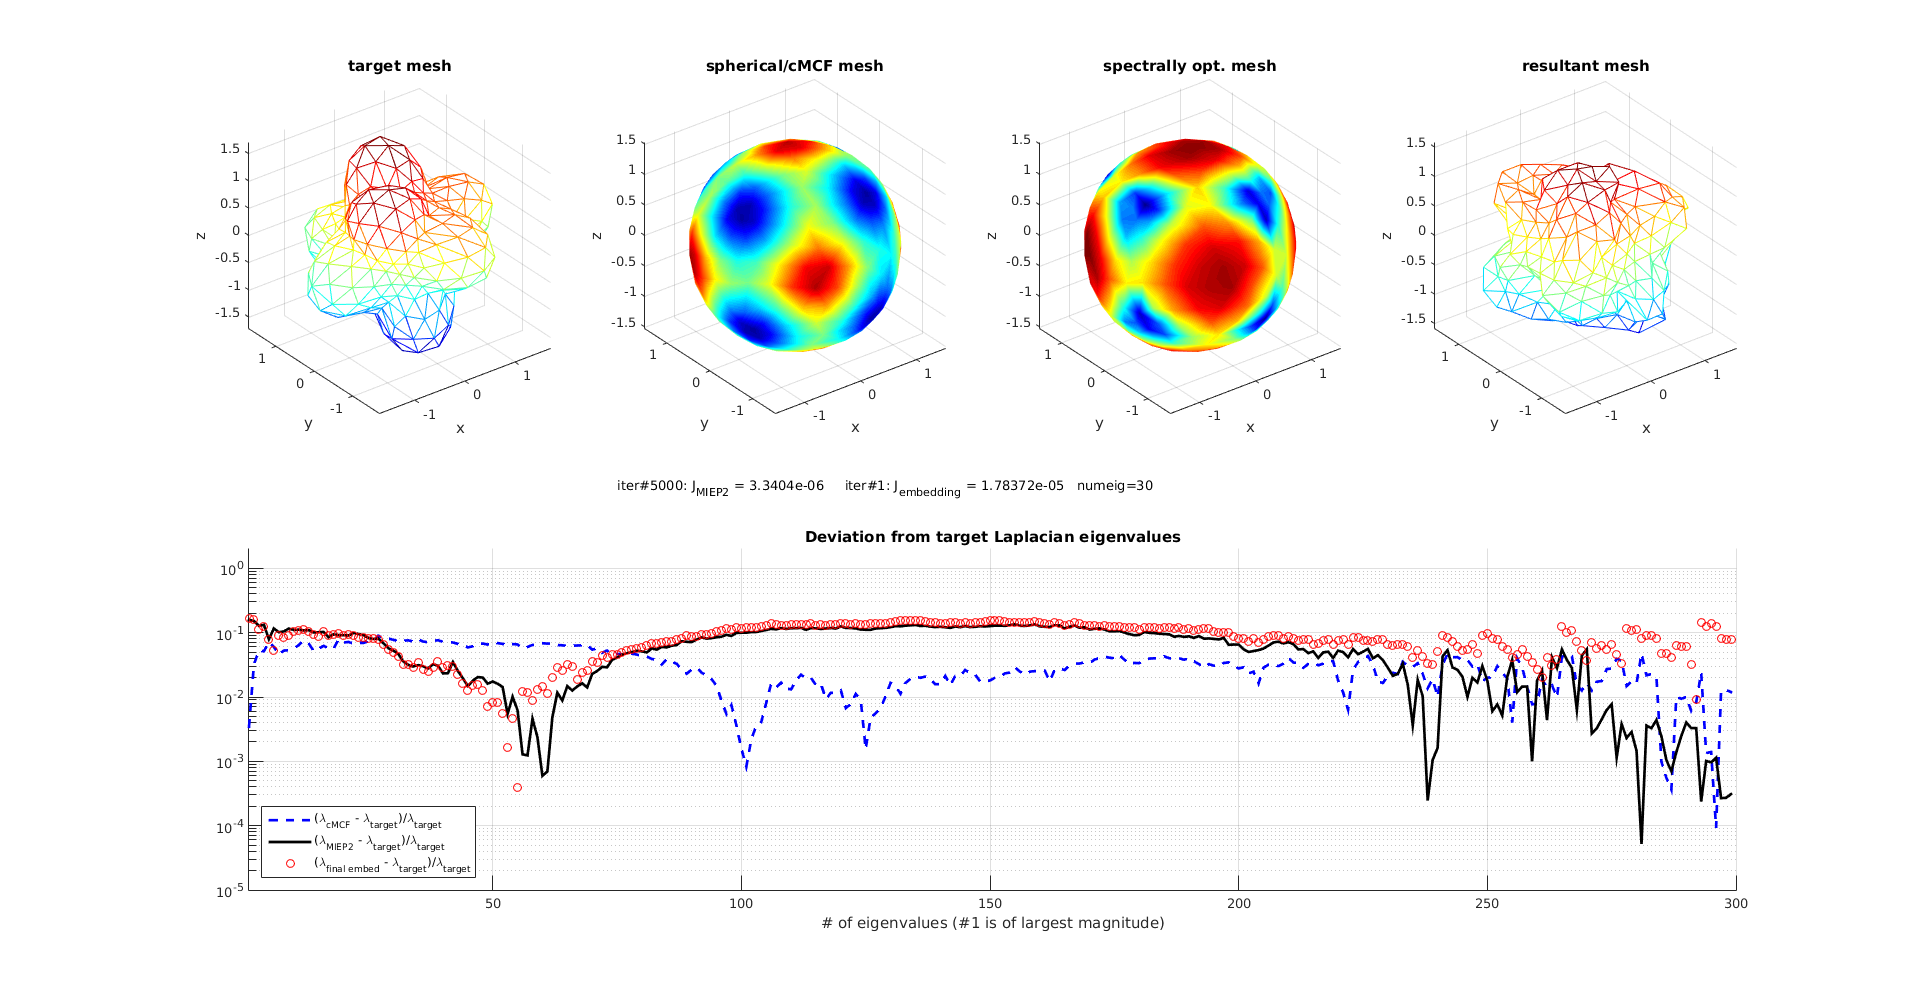 target mesh
spherical/cMCF mesh
spectrally opt. mesh
resultant mesh
1.5
1
0.5
0
-0.5
-1
-1.5
z
1
0
-1
y
-1
0
1
x
1.5
1
0.5
0
-0.5
-1
-1.5
z
1
0
-1
y
-1
0
1
x
1.5
1
0.5
0
-0.5
-1
-1.5
z
1
0
-1
y
-1
0
1
x
1.5
1
0.5
0
-0.5
-1
-1.5
z
1
0
-1
y
-1
0
1
x
iter#5000: J_MIEP2 = 3.3404e-06 iter#1: J_embedding = 1.78372e-05 numeig=30
Deviation from target Laplacian eigenvalues
10^0
10^-1
10^-2
10^-3
10^-4
10^-5
(λ_cMCF - λ_target)/λ_target
(λ_MIEP2 - λ_target)/λ_target
(λ_final embed - λ_target)/λ_target
50 100 150 200 250 300
# of eigenvalues (#1 is of largest magnitude)